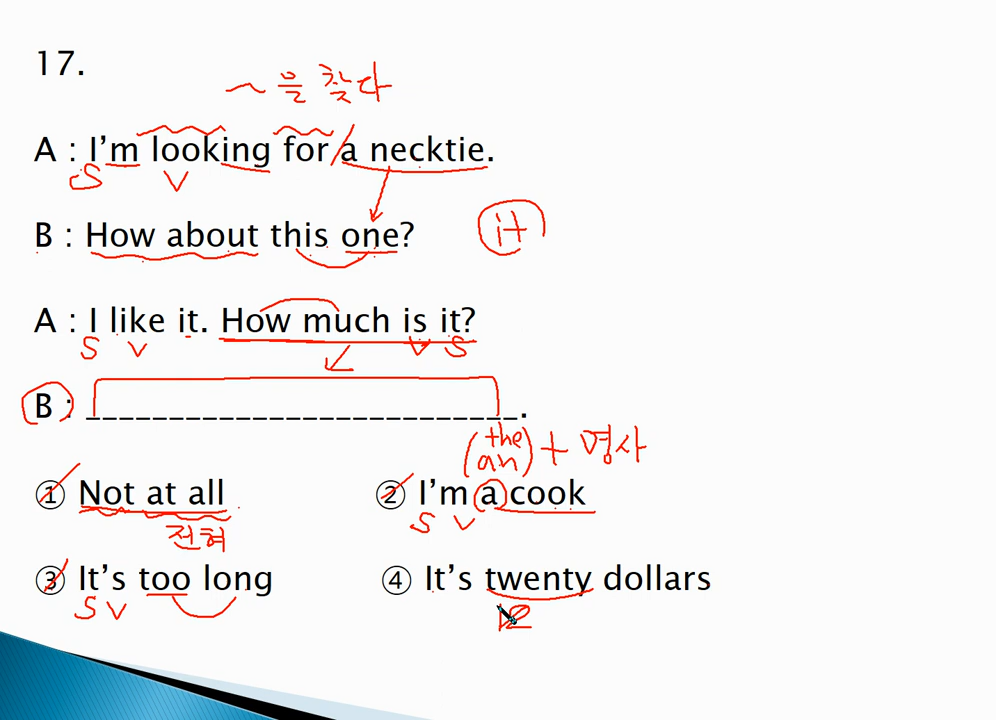 17.
~을 찾다
A : I'm looking for a necktie.
S V
B : How about this one? it
A : I like it. How much is it?
S V V S
B : __________________________.
(the an) + 명사
① Not at all ② I'm a cook
전혀 S V
③ It's too long ④ It's twenty dollars
S V